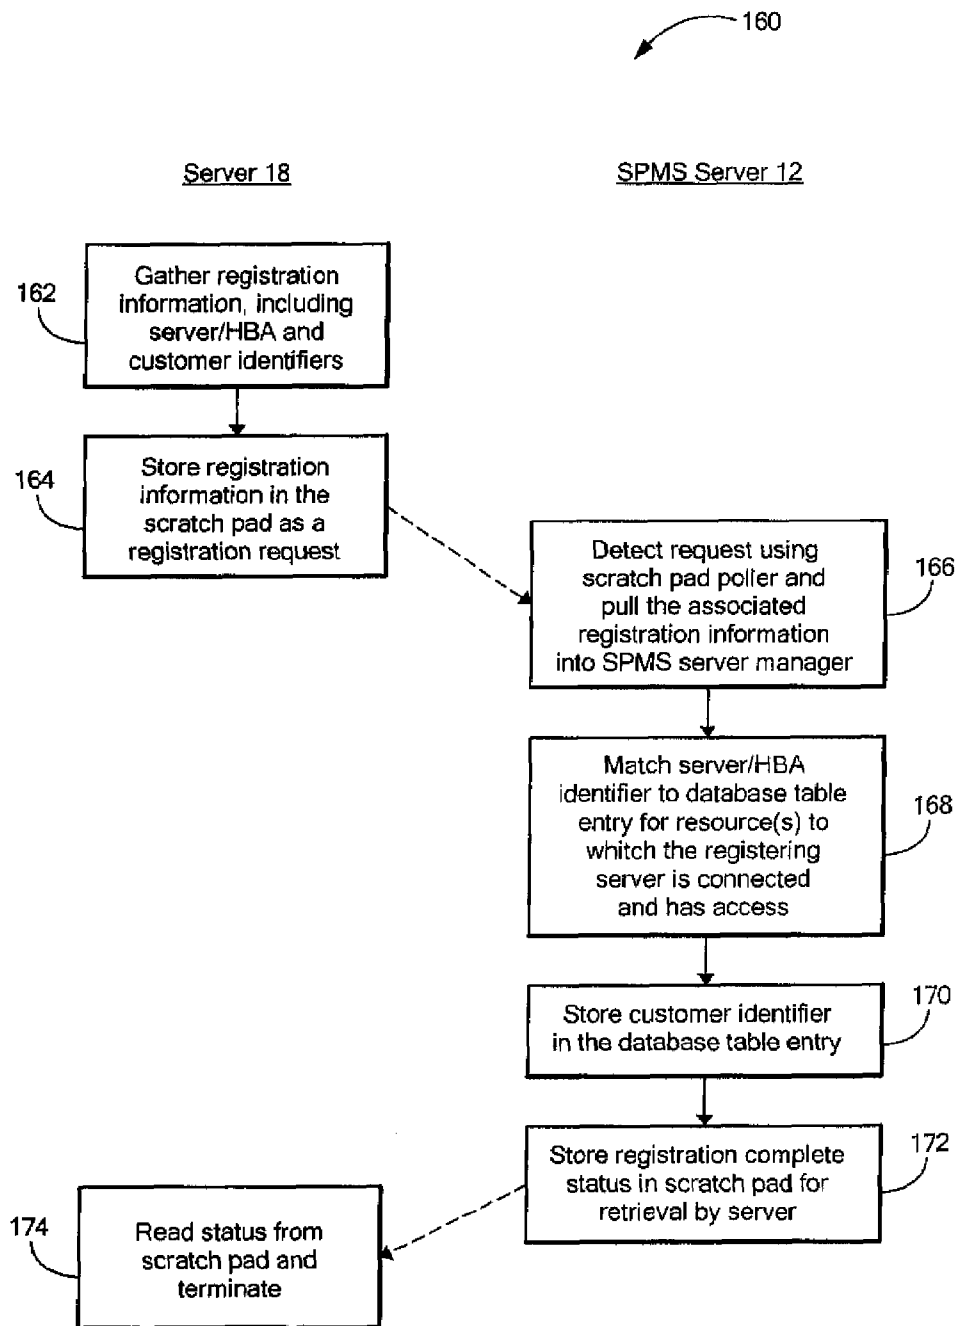 160
Server 18
SPMS Server 12
162
Gather registration
information, including
server/HBA and
customer identifiers
164
Store registration
information in the
scratch pad as a
registration request
166
Detect request using
scratch pad poller and
pull the associated
registration information
into SPMS server manager
168
Match server/HBA
identifier to database table
entry for resource(s) to
whitch the registering
server is connected
and has access
170
Store customer identifier
in the database table entry
172
Store registration complete
status in scratch pad for
retrieval by server
174
Read status from
scratch pad and
terminate